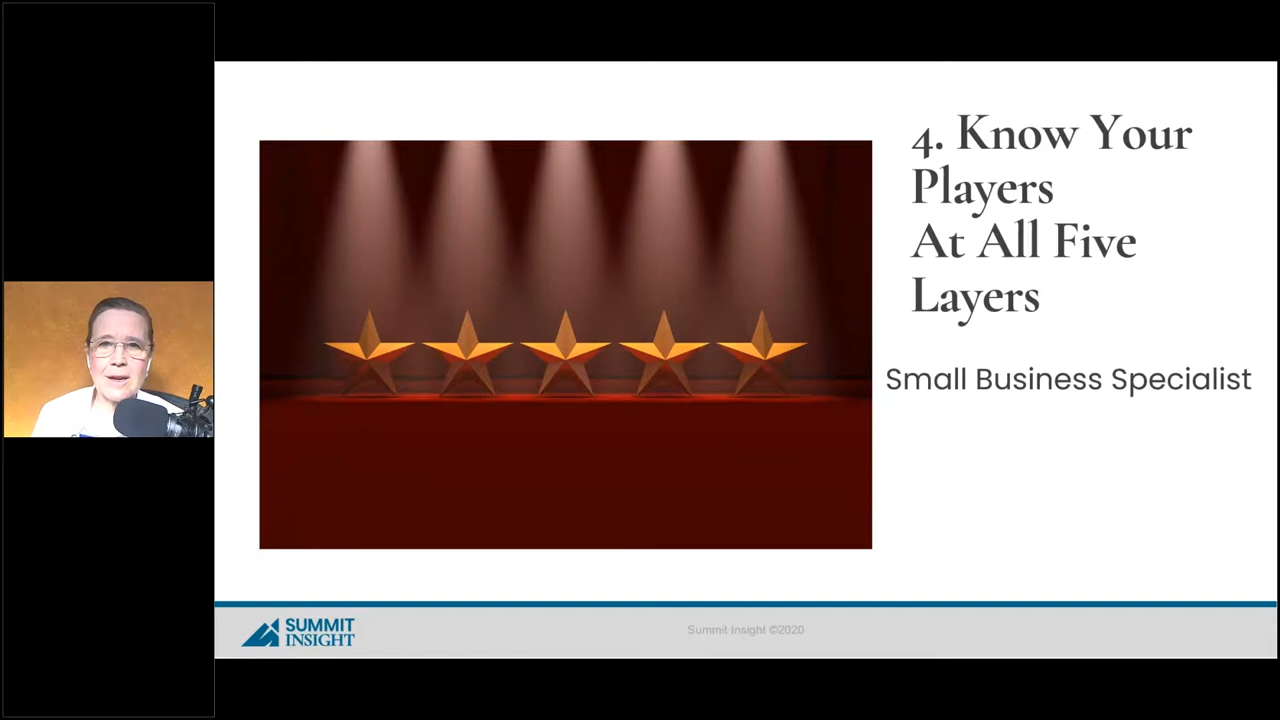 4. Know Your
Players
At All Five
Layers
Small Business Specialist
SUMMIT
INSIGHT
Summit Insight ©2020